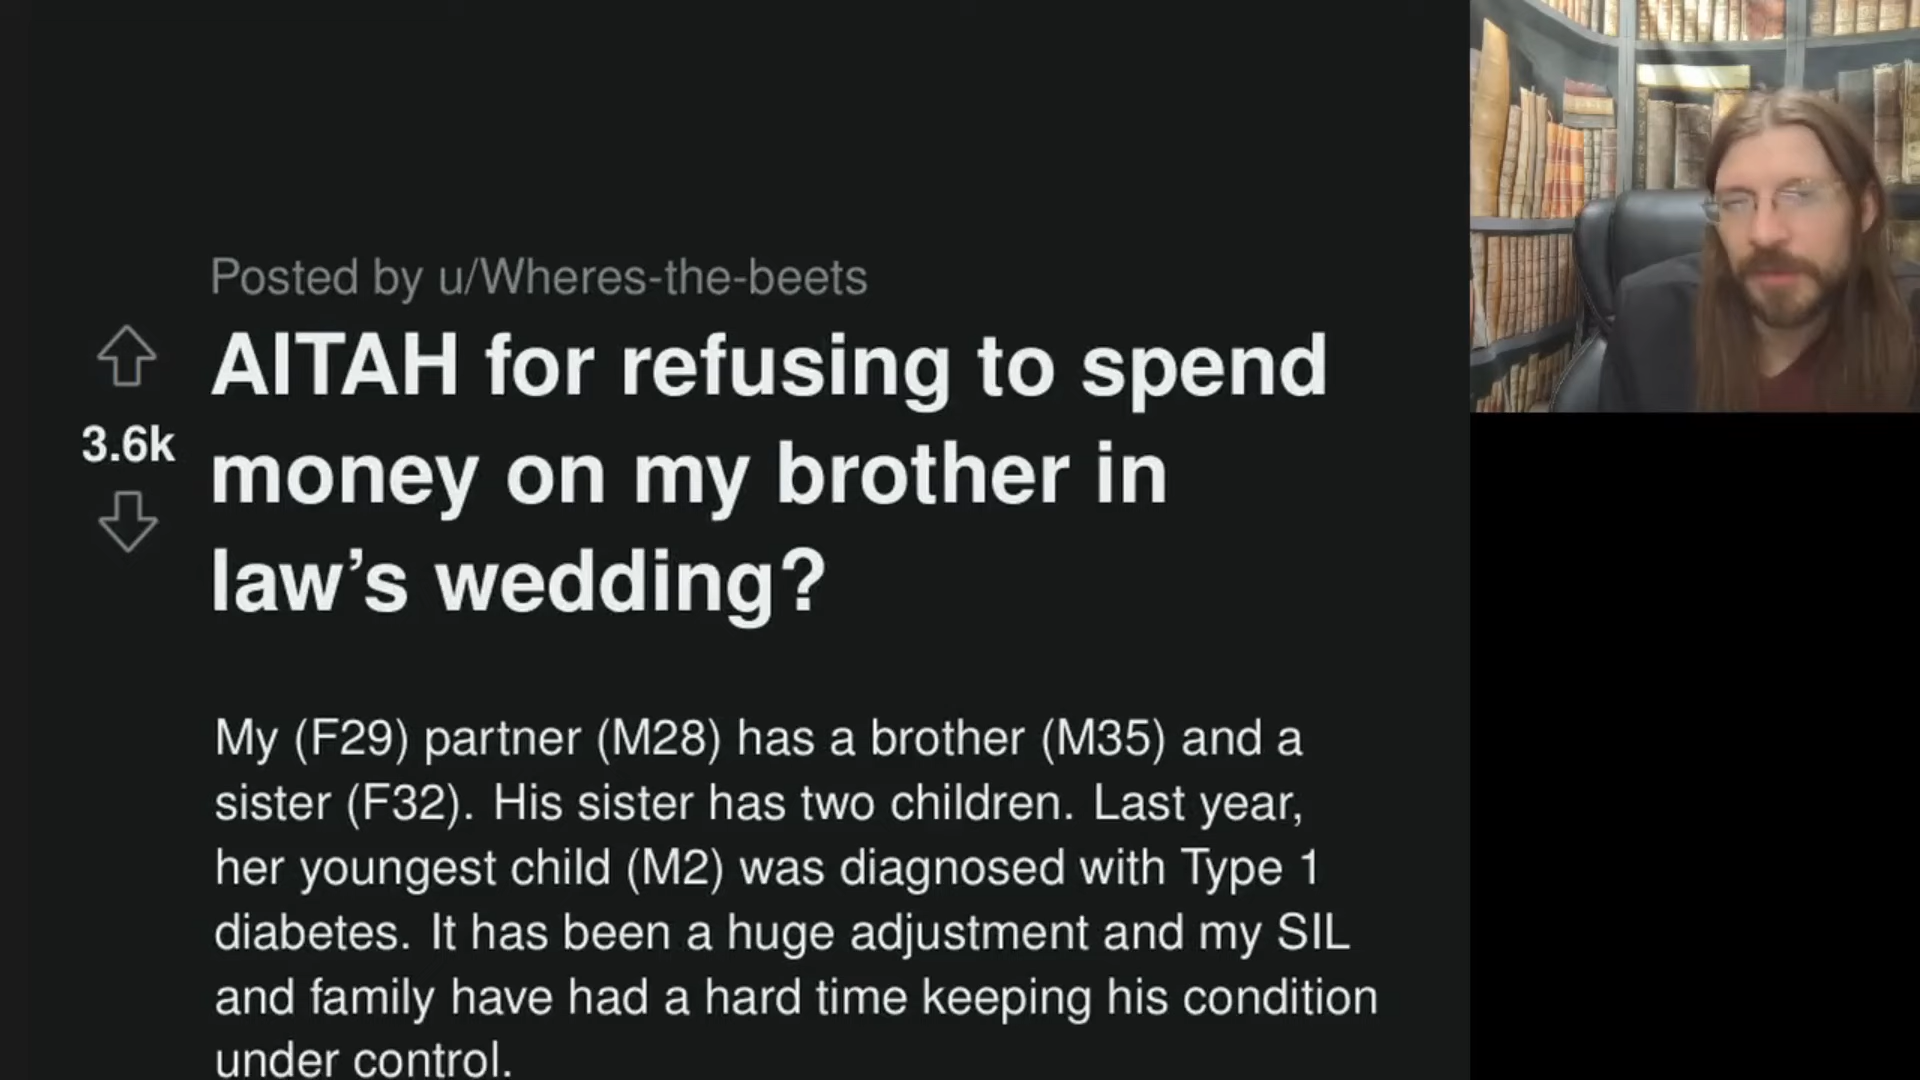 Posted by u/Wheres-the-beets
AITAH for refusing to spend
3.6k
money on my brother in
law’s wedding?
My (F29) partner (M28) has a brother (M35) and a
sister (F32). His sister has two children. Last year,
her youngest child (M2) was diagnosed with Type 1
diabetes. It has been a huge adjustment and my SIL
and family have had a hard time keeping his condition
under control.